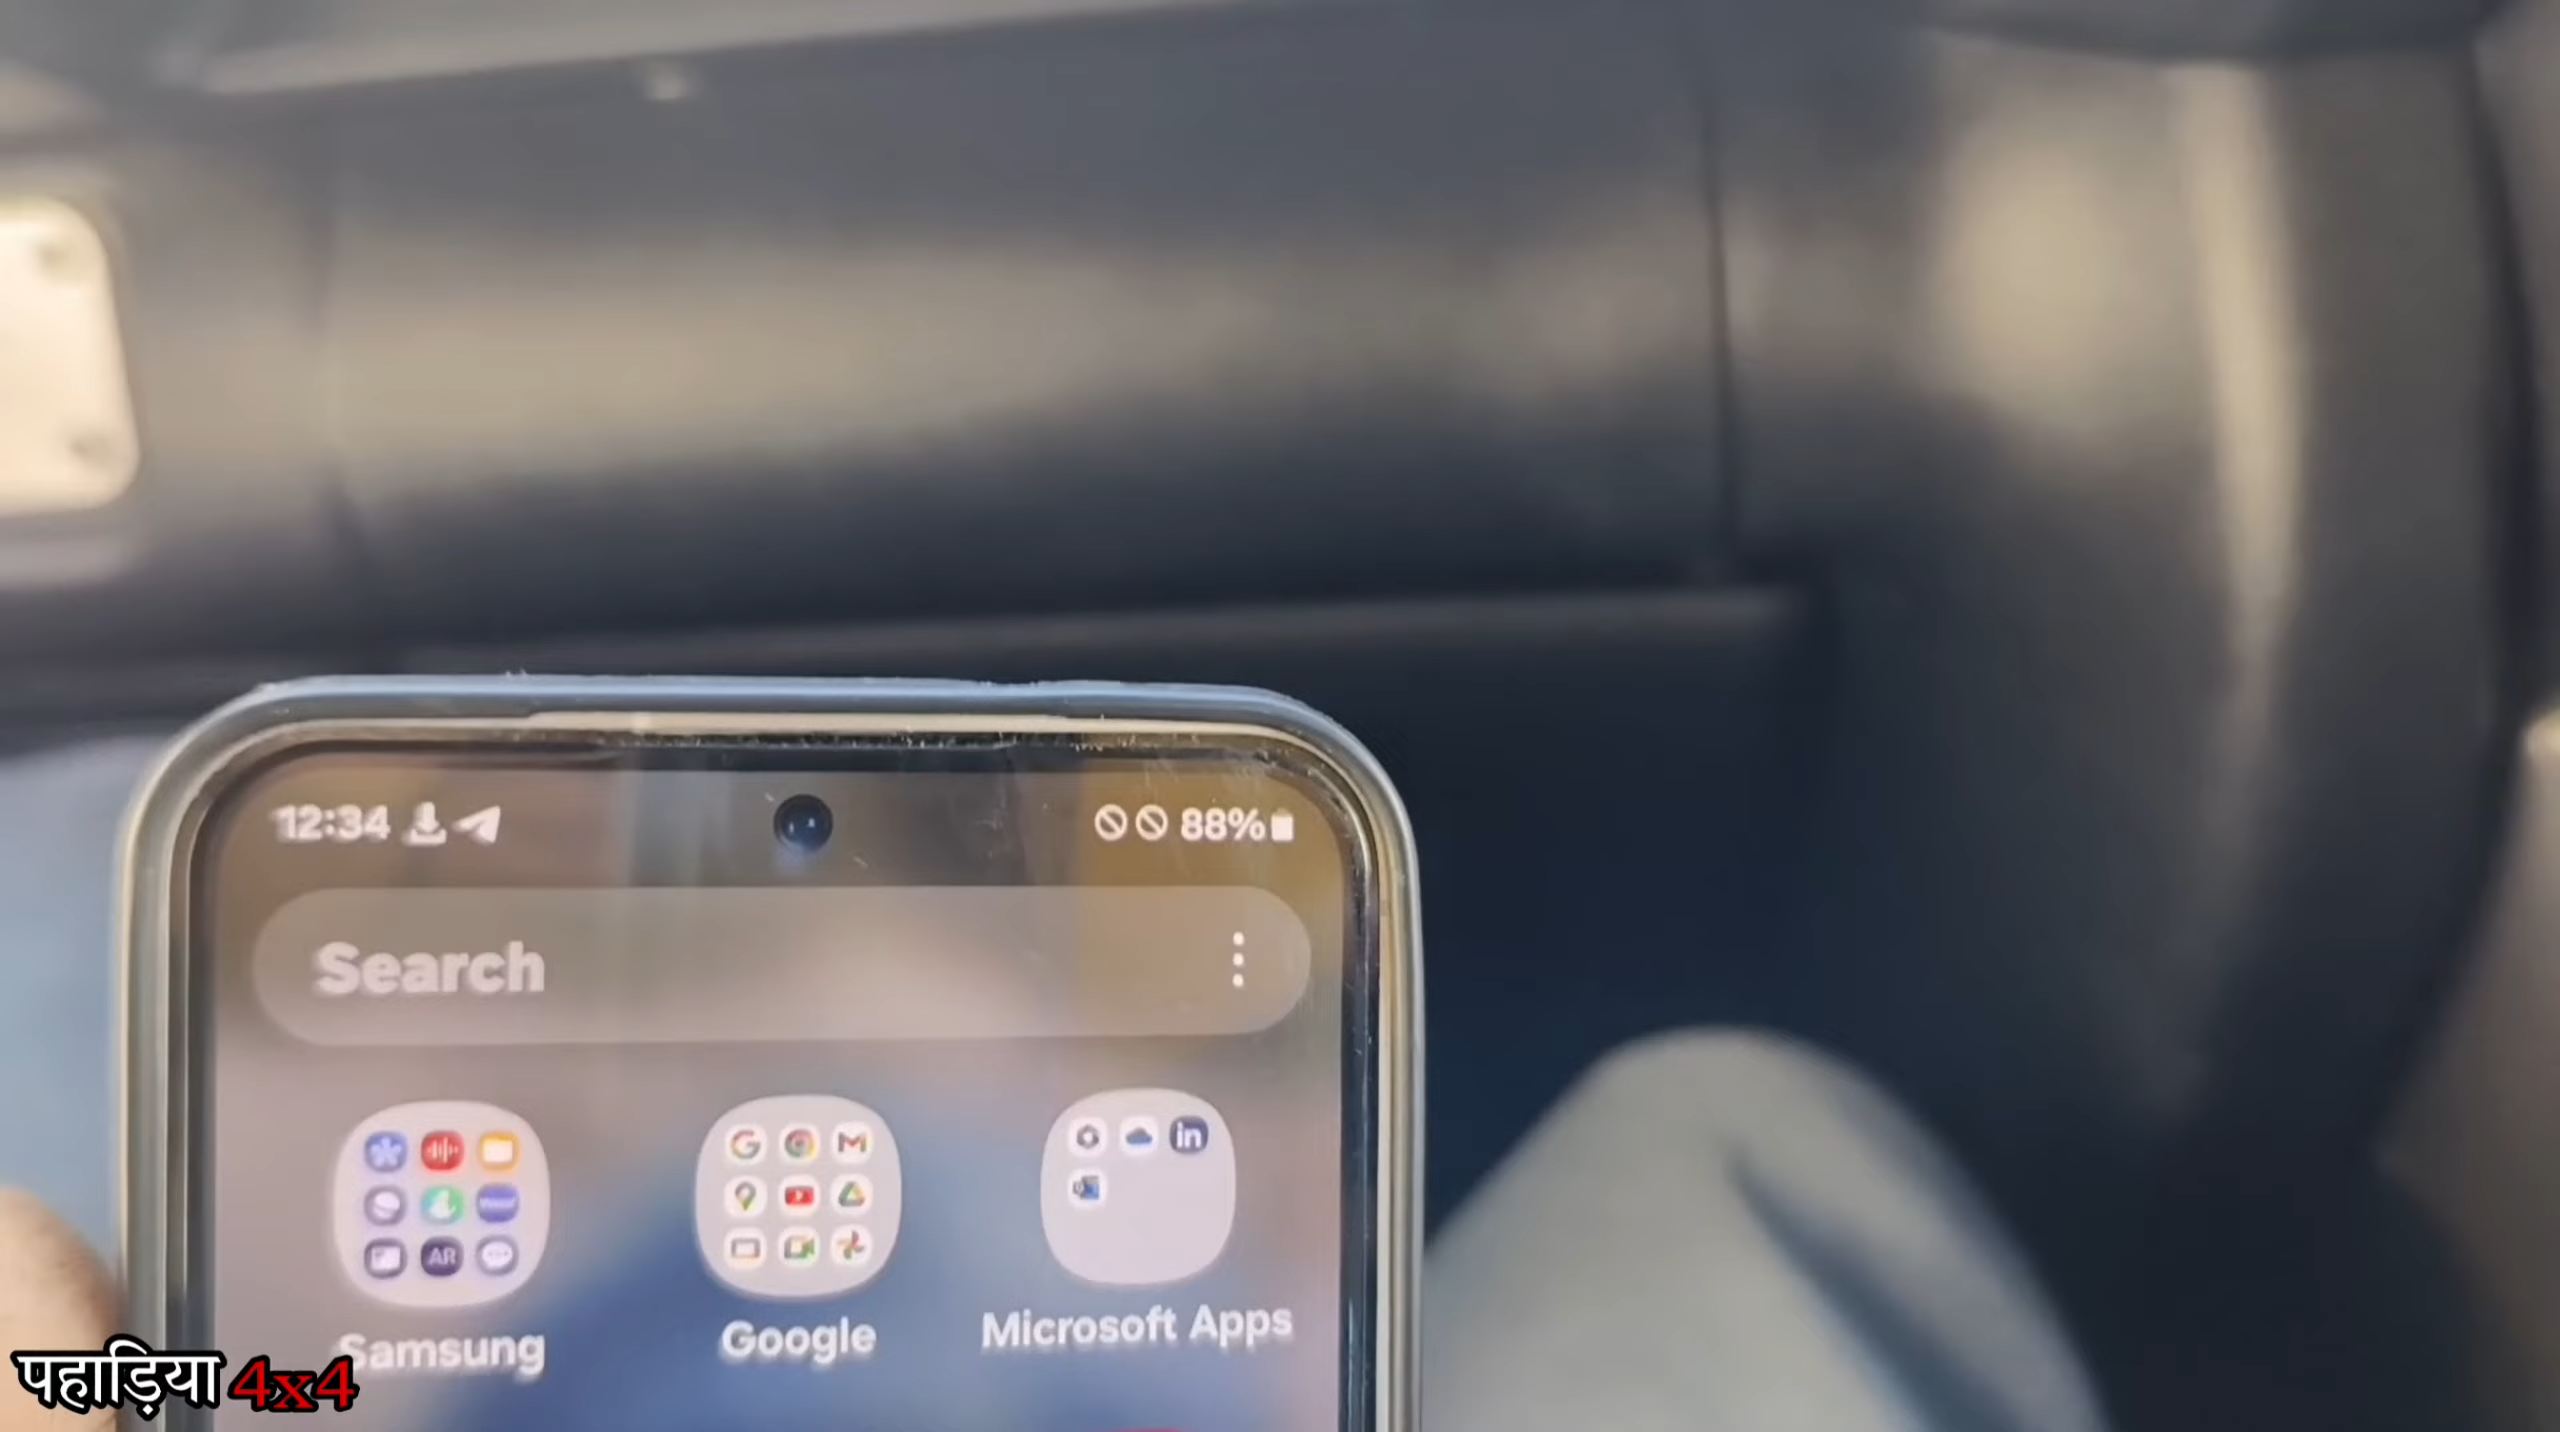 12:34 88%
Search
Samsung Google Microsoft Apps
पहाड़िया 4x4